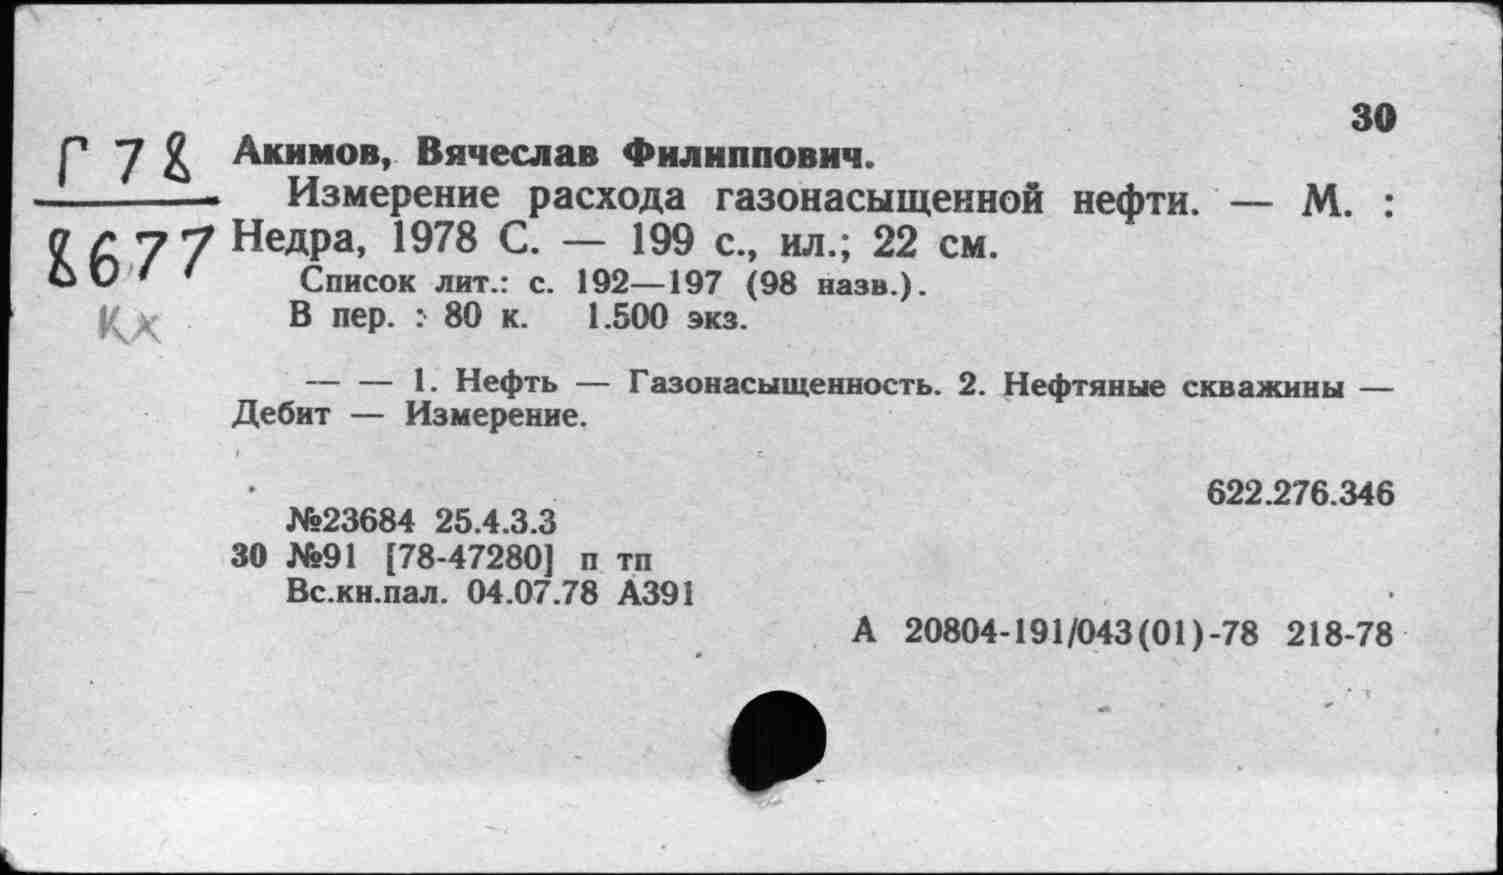 30
Г 78
8677
Кх
Акимов, Вячеслав Филиппович.
Измерение расхода газонасыщенной нефти. — М. :
Недра, 1978 С. — 199 с., ил.; 22 см.
Список лит.: с. 192—197 (98 назв.).
В пер. : 80 к. 1.500 экз.
— — 1. Нефть — Газонасыщенность. 2. Нефтяные скважины —
Дебит — Измерение.
622.276.346
№23684 25.4.3.3
30 №91 [78-47280] п тп
Вс.кн.пал. 04.07.78 А391
А 20804-191/043(01)-78 218-78